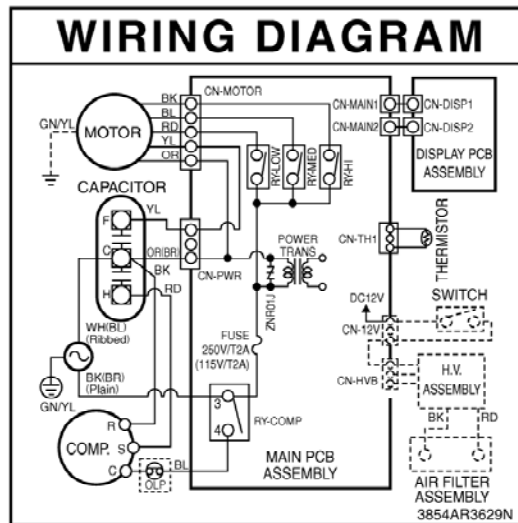 WIRING DIAGRAM
CN-MOTOR
BK
BL
RD
YL
OR
GN/YL
MOTOR
CN-MAIN1
CN-DISP1
CN-MAIN2
CN-DISP2
DISPLAY PCB
ASSEMBLY
RY-LOW
RY-MED
RY-HI
CAPACITOR
F
YL
C
OR(BR)
BK
H
RD
CN-PWR
POWER
TRANS
ZNR01J
CN-TH1
THERMISTOR
DC12V
SWITCH
CN-12V
WH(BL)
(Ribbed)
FUSE
250V/T2A
(115V/T2A)
BK(BR)
(Plain)
GN/YL
CN-HVB
H.V.
ASSEMBLY
BK
RD
3
4
RY-COMP
R
S
C
COMP.
BL
OLP
MAIN PCB
ASSEMBLY
AIR FILTER
ASSEMBLY
3854AR3629N